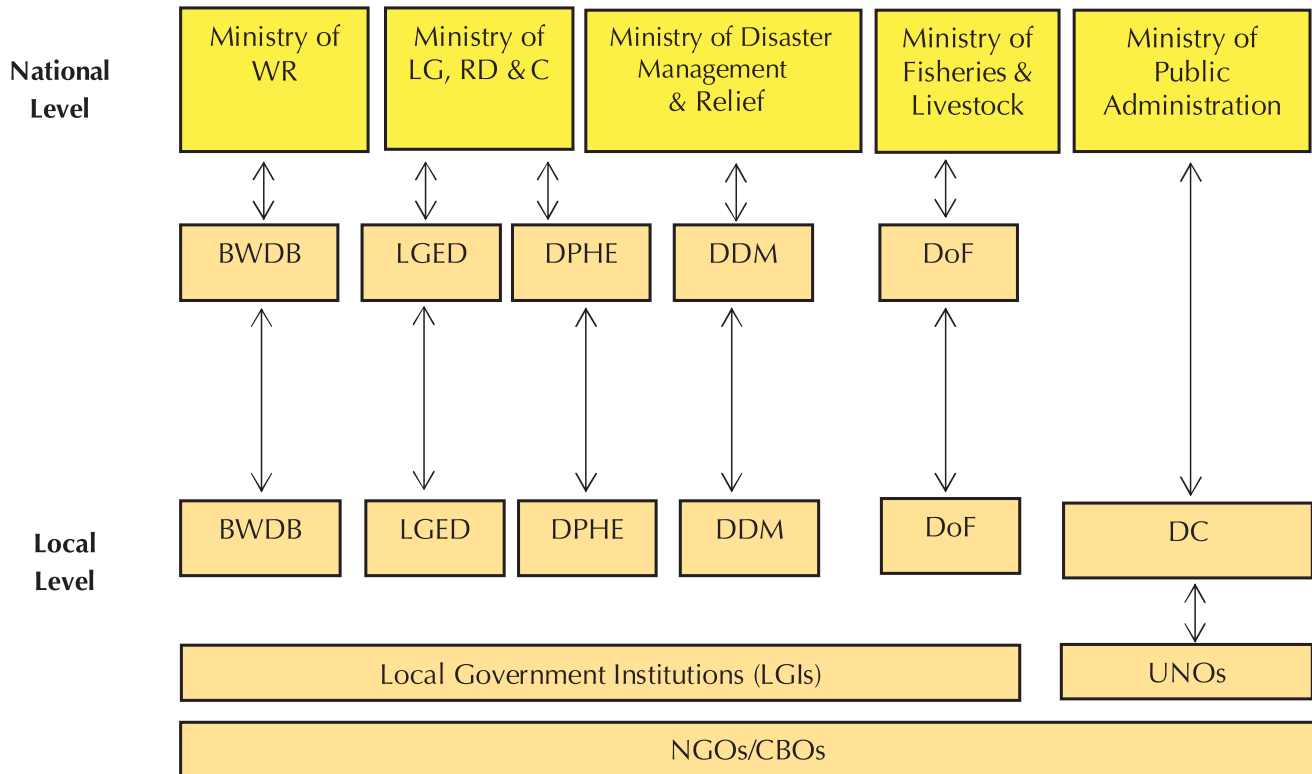 National
Level
Ministry of
WR
Ministry of
LG, RD & C
Ministry of Disaster
Management
& Relief
Ministry of
Fisheries &
Livestock
Ministry of
Public
Administration
BWDB
LGED
DPHE
DDM
DoF
Local
Level
BWDB
LGED
DPHE
DDM
DoF
DC
Local Government Institutions (LGIs)
UNOs
NGOs/CBOs